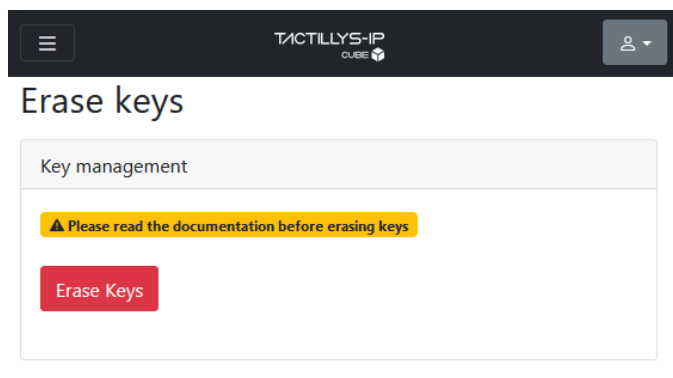 TACTILLYS-IP
CUBE
Erase keys
Key management
Please read the documentation before erasing keys
Erase Keys